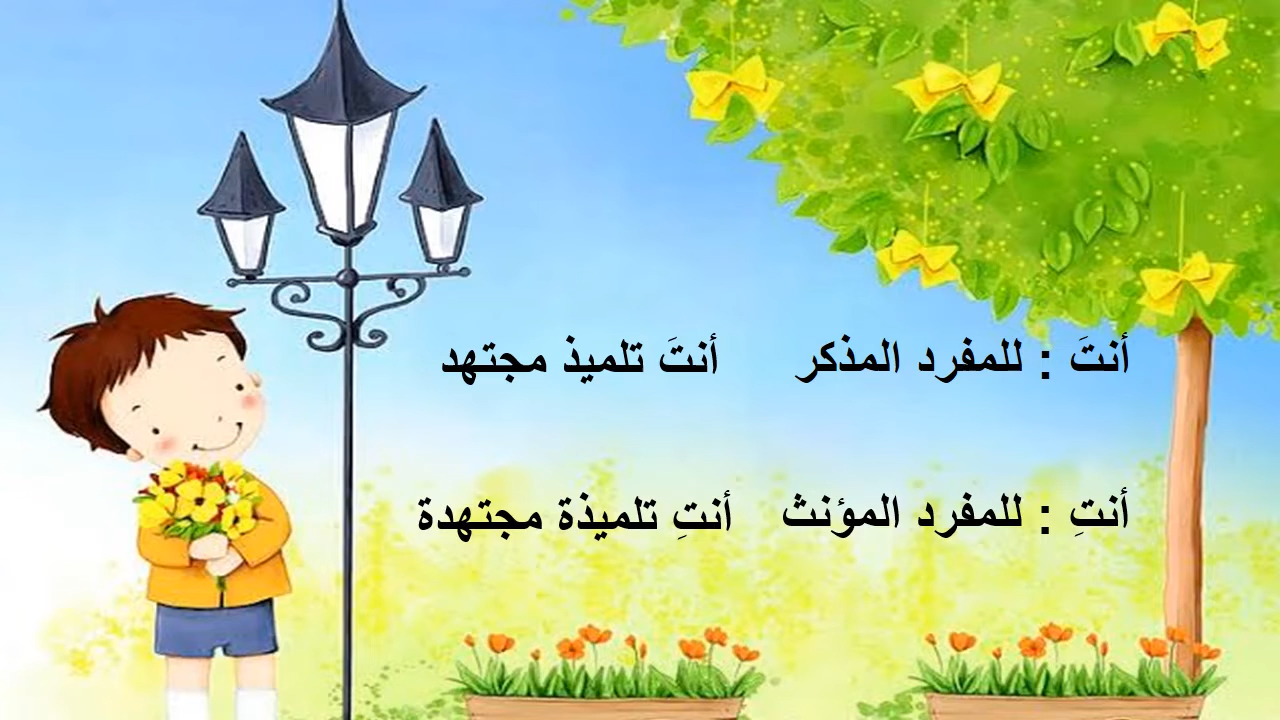 أنتَ : للمفرد المذكر أنتَ تلميذ مجتهد
أنتِ : للمفرد المؤنث أنتِ تلميذة مجتهدة